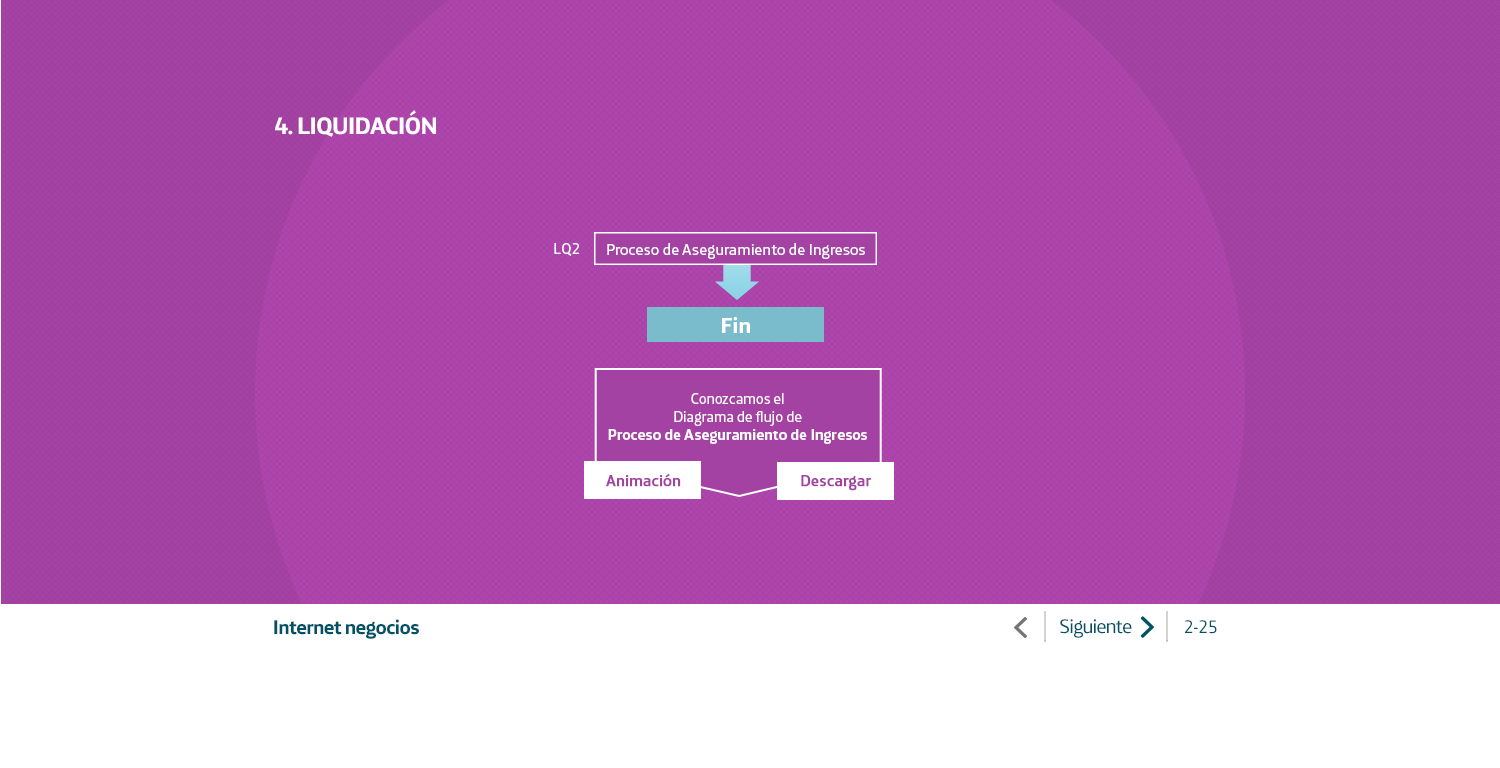 4. LIQUIDACIÓN
LQ2 Proceso de Aseguramiento de Ingresos
Fin
Conozcamos el
Diagrama de flujo de
Proceso de Aseguramiento de Ingresos
Animación Descargar
Internet negocios Siguiente 2-25